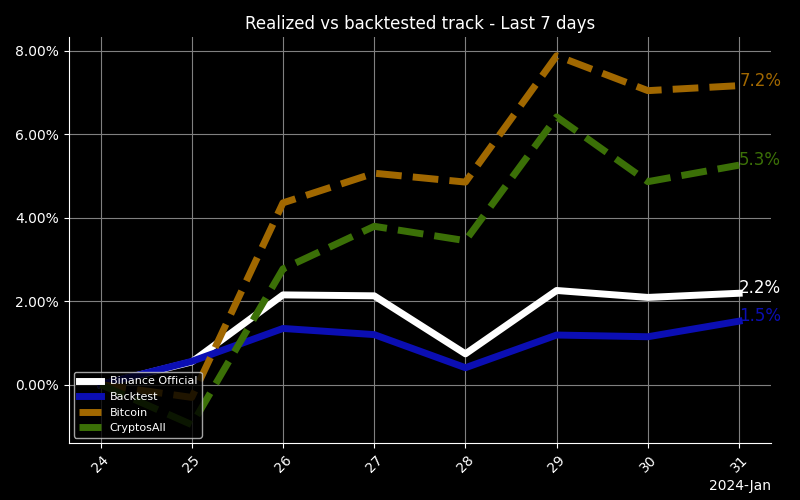 Realized vs backtested track - Last 7 days
8.00%
6.00%
4.00%
2.00%
0.00%
7.2%
5.3%
2.2%
1.5%
Binance Official
Backtest
Bitcoin
CryptosAll
24
25
26
27
28
29
30
31
2024-Jan